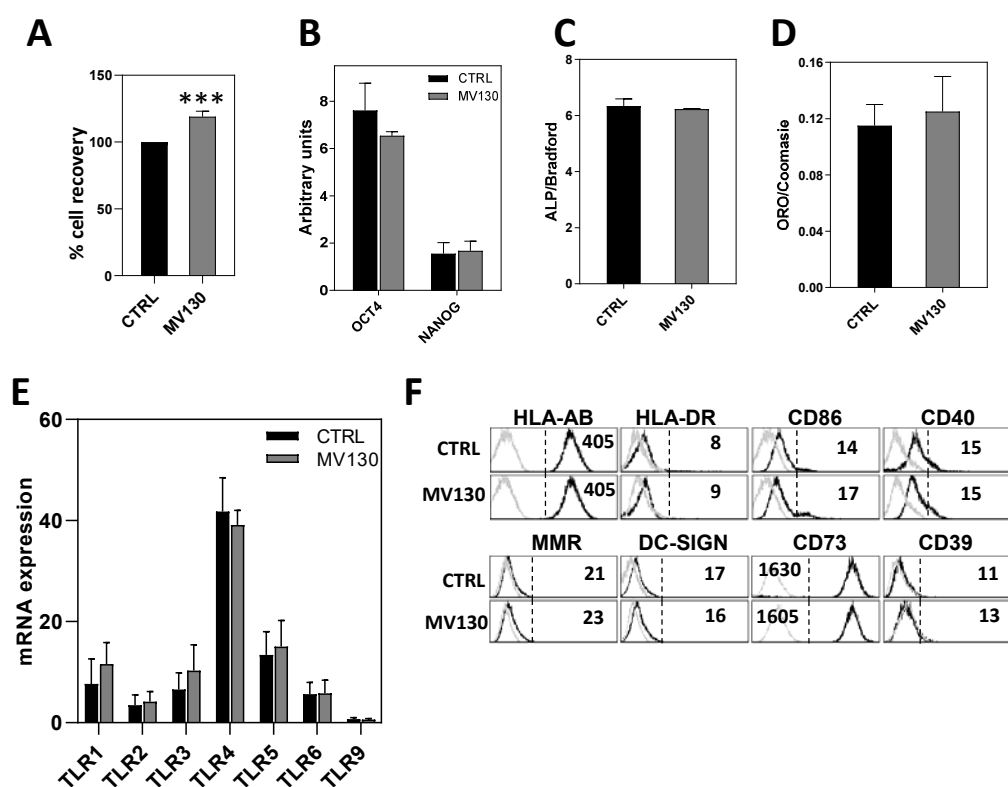 A
150
100
50
0
% cell recovery
***
CTRL
MV130
B
8
6
4
2
0
Arbitrary units
CTRL
MV130
OCT4
NANOG
C
8
6
4
2
0
ALP/Bradford
CTRL
MV130
D
0.16
0.12
0.08
0.04
0.00
ORO/Coomasie
CTRL
MV130
E
60
40
20
0
mRNA expression
CTRL
MV130
TLR1
TLR2
TLR3
TLR4
TLR5
TLR6
TLR9
F
HLA-AB HLA-DR CD86 CD40
CTRL 405 8 14 15
MV130 405 9 17 15
MMR DC-SIGN CD73 CD39
CTRL 21 17 1630 11
MV130 23 16 1605 13